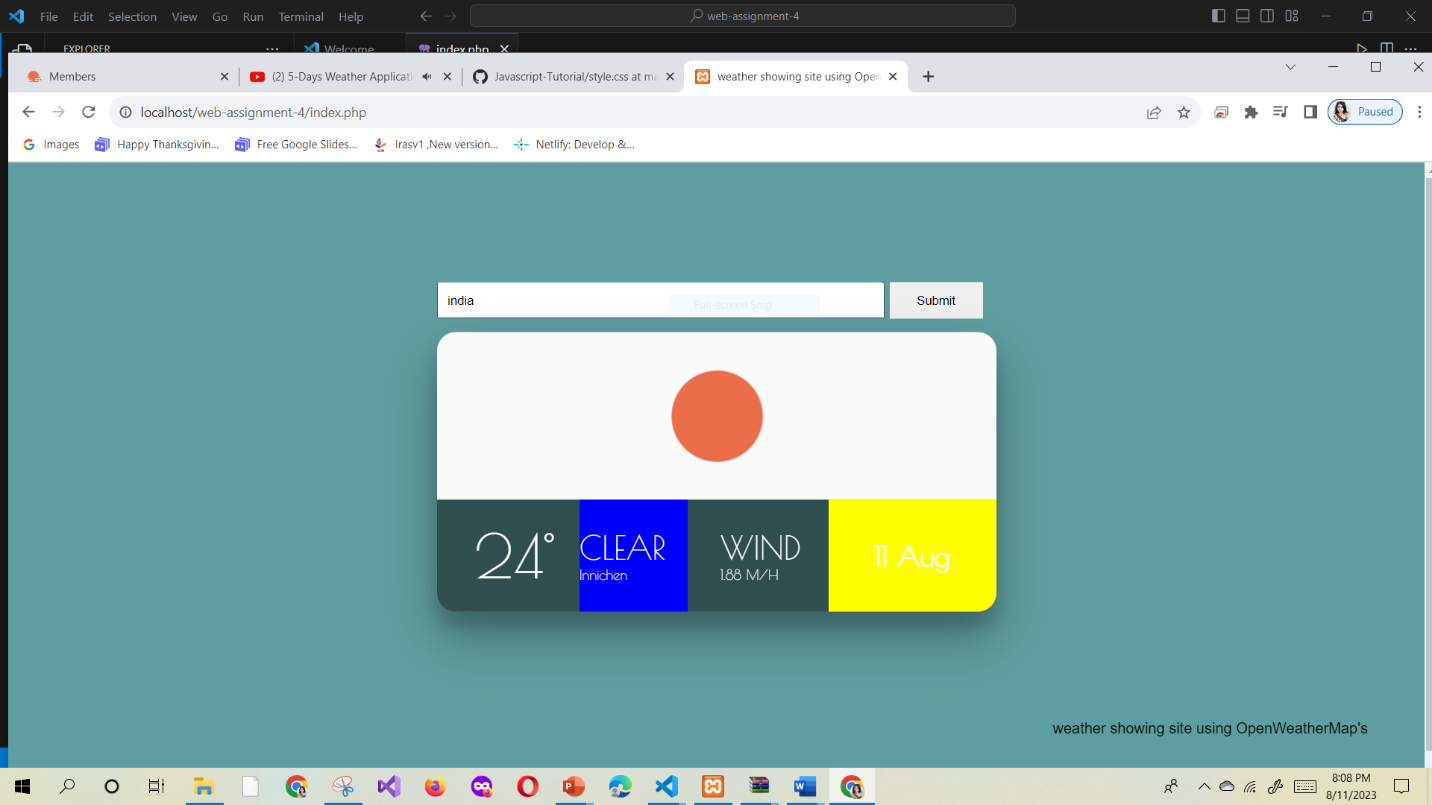 File Edit Selection View Go Run Terminal Help
web-assignment-4
EXPLORER
Welcome
index.php
Members
(2) 5-Days Weather Applicati
Javascript-Tutorial/style.css at ma
weather showing site using Open
localhost/web-assignment-4/index.php
Paused
Images
Happy Thanksgivin...
Free Google Slides...
Irasv1 ,New version...
Netlify: Develop &...
india
Full-screen Snip
Submit
24°
CLEAR
Innichen
WIND
1.88 M/H
11 Aug
weather showing site using OpenWeatherMap's
8:08 PM
8/11/2023